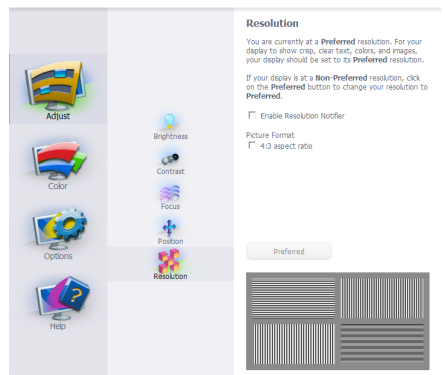 Adjust
Color
Options
Help
Brightness
Contrast
Focus
Position
Resolution
Resolution
You are currently at a Preferred resolution. For your
display to show crisp, clear text, colors, and images,
your display should be set to its Preferred resolution.
If your display is at a Non-Preferred resolution, click
on the Preferred button to change your resolution to
Preferred.
Enable Resolution Notifier
Picture Format
4:3 aspect ratio
Preferred